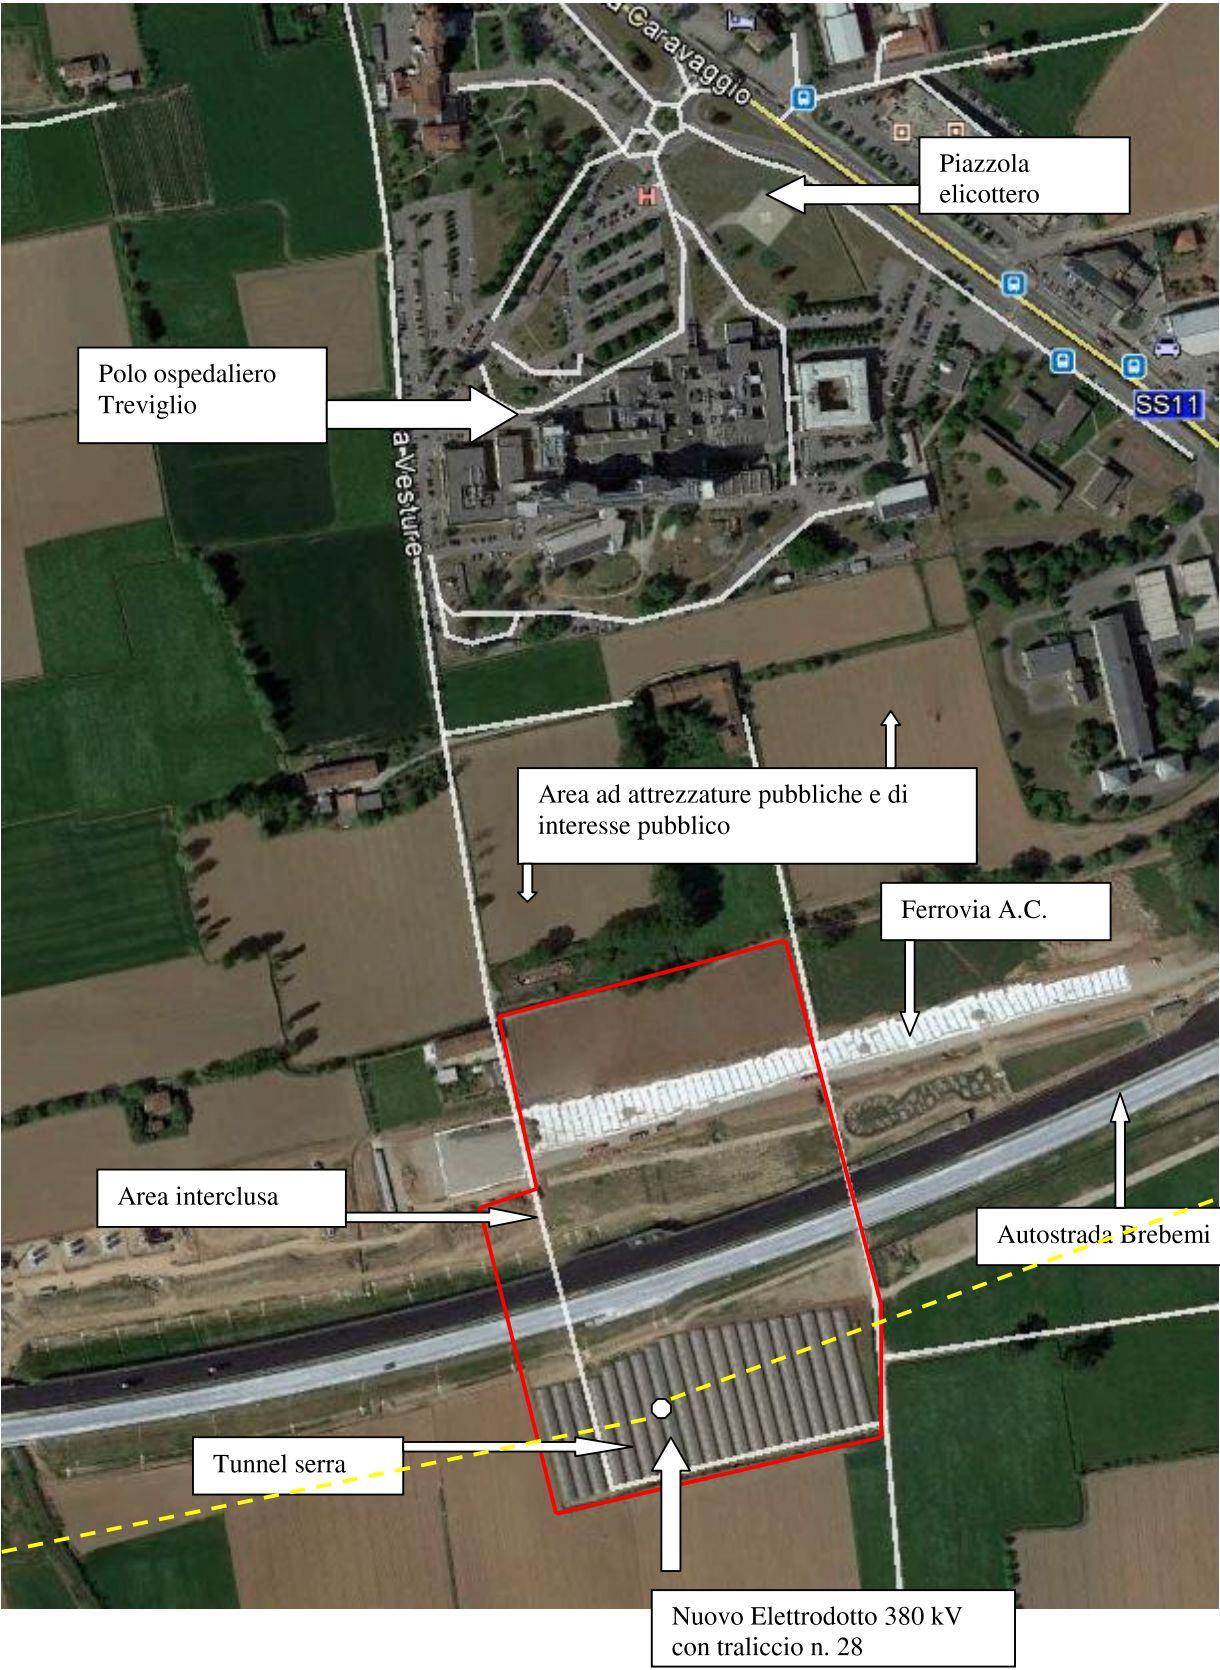 a Caravaggio
Piazzola
elicottero
H
Polo ospedaliero
Treviglio
SS11
a Vesture
Area ad attrezzature pubbliche e di
interesse pubblico
Ferrovia A.C.
Area interclusa
Autostrada Brebemi
Tunnel serra
Nuovo Elettrodotto 380 kV
con traliccio n. 28